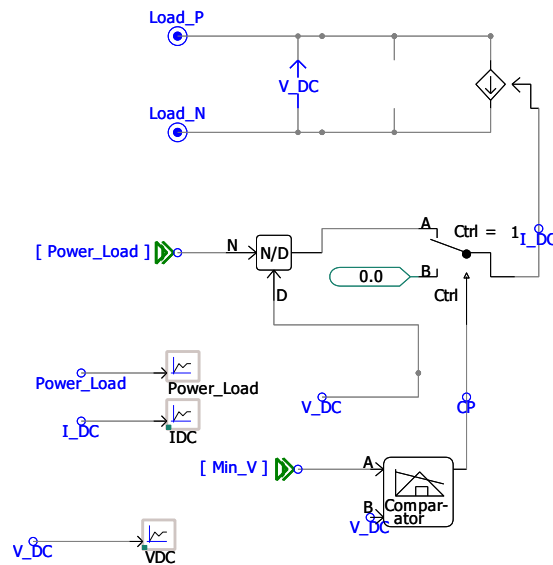 Load_P
V_DC
Load_N
[ Power_Load ]
N
N/D
D
A
Ctrl = 1
I_DC
B
0.0
Ctrl
Power_Load
Power_Load
V_DC
CP
I_DC
IDC
[ Min_V ]
A
B
Compar-
ator
V_DC
V_DC
VDC